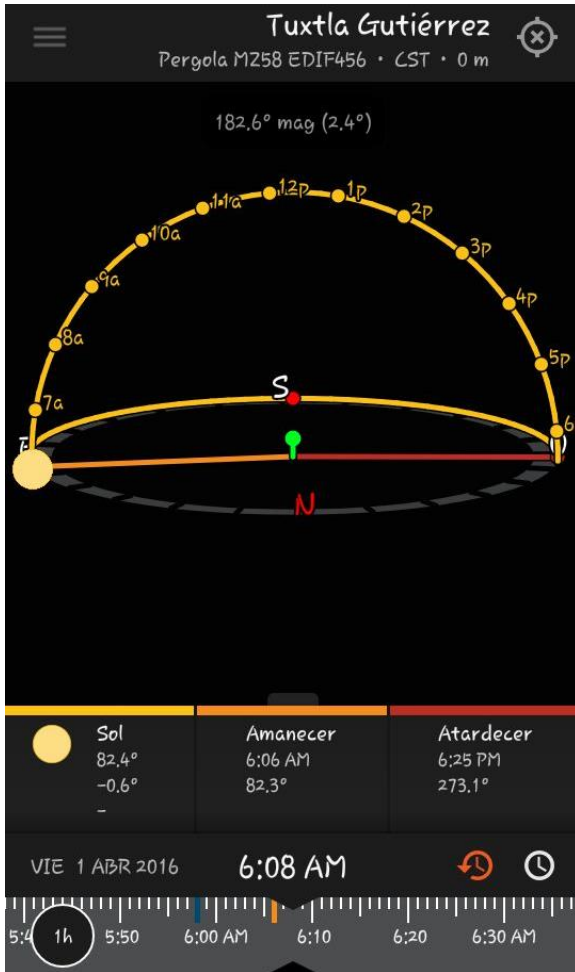 Tuxtla Gutiérrez
Pergola MZ58 EDIF456 • CST • 0 m
182.6° mag (2.4°)
12p
11a
1p
10a
2p
9a
3p
8a
4p
7a
5p
6
S
N
Sol
82.4°
-0.6°
-
Amanecer
6:06 AM
82.3°
Atardecer
6:25 PM
273.1°
VIE 1 ABR 2016
6:08 AM
1h
5:50
6:00 AM
6:10
6:20
6:30 AM